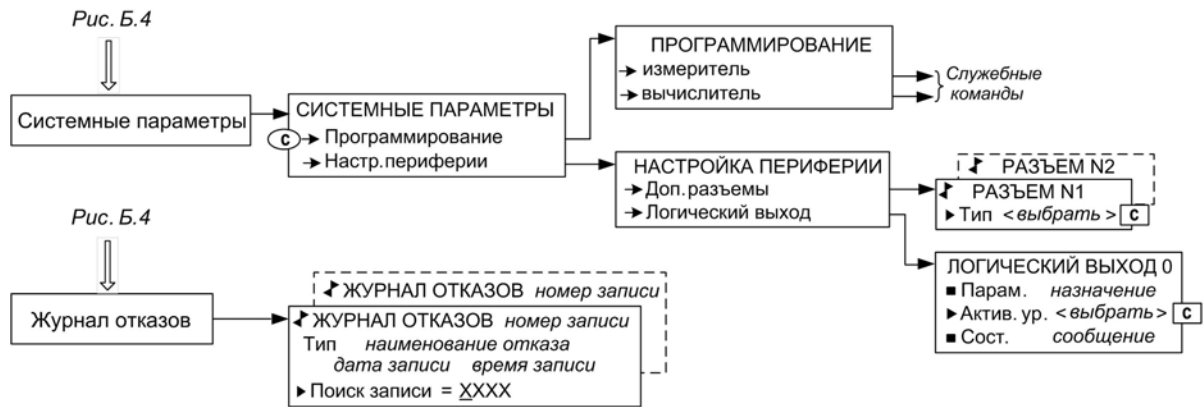 Рис. Б.4
Системные параметры
СИСТЕМНЫЕ ПАРАМЕТРЫ
С → Программирование
→ Настр.периферии
ПРОГРАММИРОВАНИЕ
→ измеритель
→ вычислитель
Служебные
команды
НАСТРОЙКА ПЕРИФЕРИИ
→ Доп.разъемы
→ Логический выход
РАЗЪЕМ N2
РАЗЪЕМ N1
▶ Тип <выбрать> С
ЛОГИЧЕСКИЙ ВЫХОД 0
■ Парам. назначение
▶ Актив. ур. <выбрать> С
■ Сост. сообщение
Рис. Б.4
Журнал отказов
ЖУРНАЛ ОТКАЗОВ номер записи
ЖУРНАЛ ОТКАЗОВ номер записи
Тип наименование отказа
дата записи время записи
▶ Поиск записи = XXXX